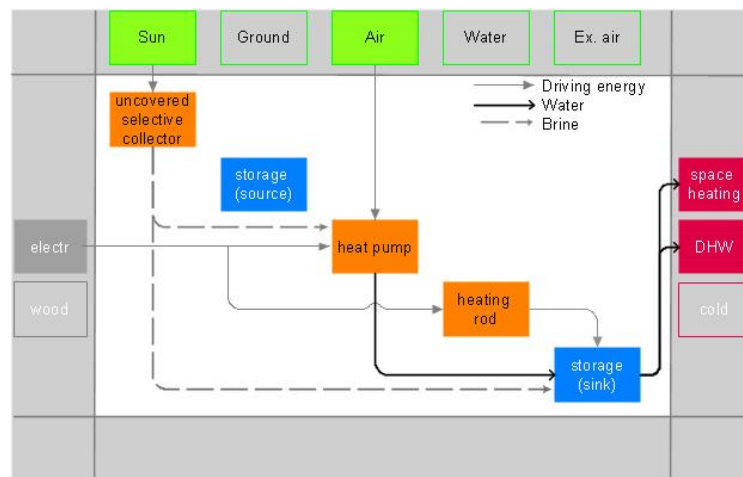 Sun
Ground
Air
Water
Ex. air
Driving energy
Water
Brine
uncovered
selective
collector
storage
(source)
space
heating
electr
heat pump
DHW
wood
heating
rod
cold
storage
(sink)